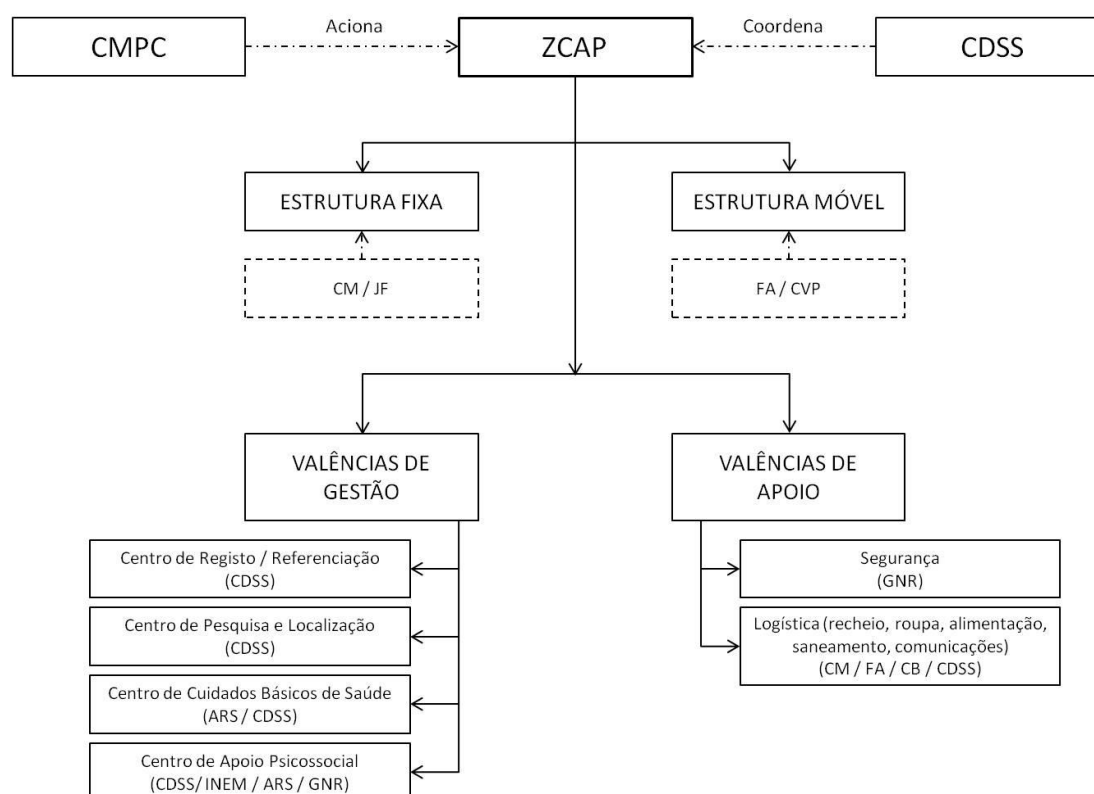 CMPC
Aciona
ZCAP
Coordena
CDSS
ESTRUTURA FIXA
ESTRUTURA MÓVEL
CM / JF
FA / CVP
VALÊNCIAS DE
GESTÃO
VALÊNCIAS DE
APOIO
Centro de Registo / Referenciação
(CDSS)
Centro de Pesquisa e Localização
(CDSS)
Centro de Cuidados Básicos de Saúde
(ARS / CDSS)
Centro de Apoio Psicossocial
(CDSS/ INEM / ARS / GNR)
Segurança
(GNR)
Logística (recheio, roupa, alimentação,
saneamento, comunicações)
(CM / FA / CB / CDSS)